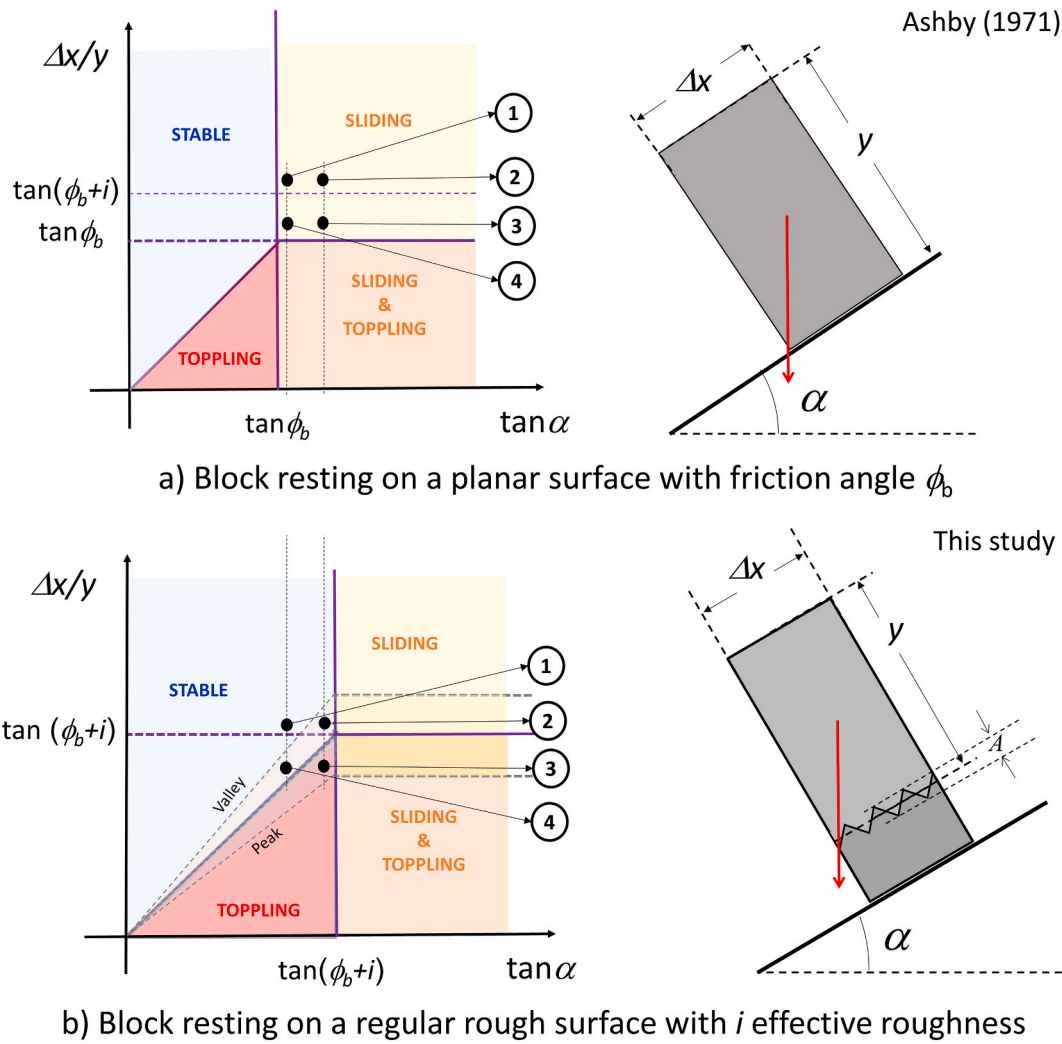 Ashby (1971)
Δx/y
Δx
y
STABLE
SLIDING
1
2
tan(ϕb+i)
3
tanϕb
4
SLIDING
&
TOPPLING
TOPPLING
tanϕb
tanα
α
a) Block resting on a planar surface with friction angle ϕb
This study
Δx/y
Δx
y
SLIDING
STABLE
1
2
tan (ϕb+i)
3
4
A
Valley
Peak
SLIDING
&
TOPPLING
TOPPLING
tan(ϕb+i)
tanα
α
b) Block resting on a regular rough surface with i effective roughness